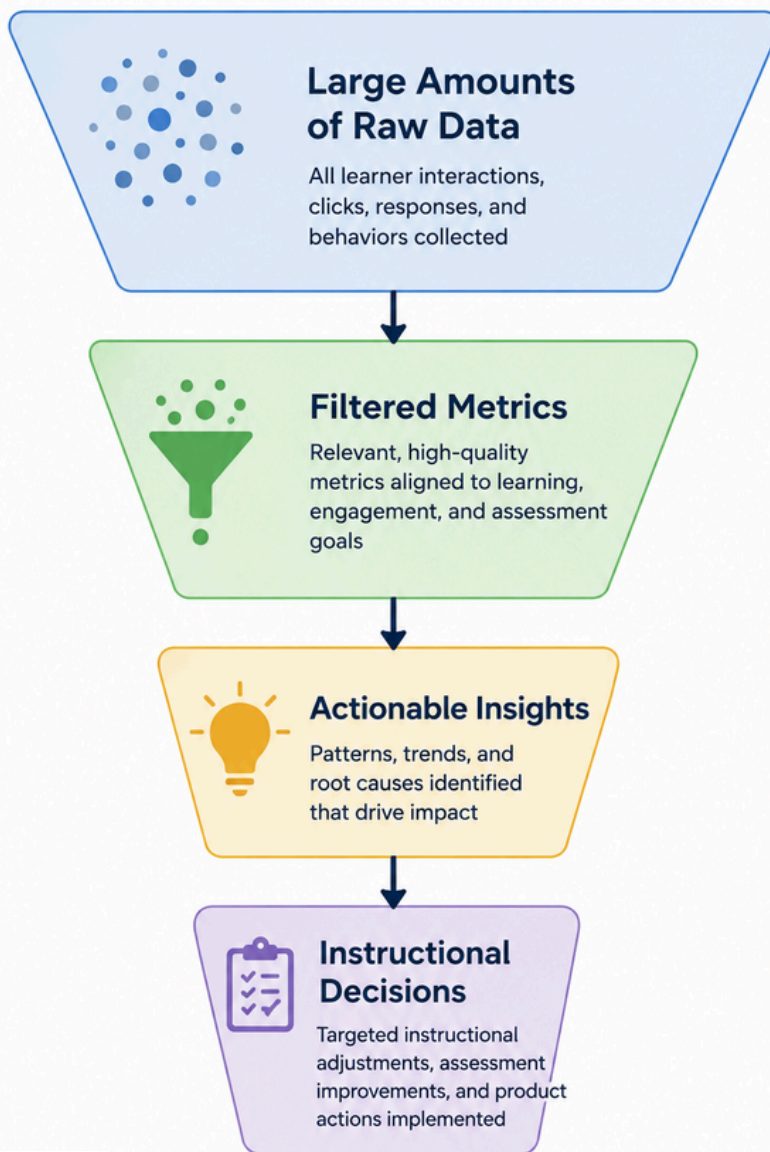 Large Amounts
of Raw Data
All learner interactions,
clicks, responses, and
behaviors collected
Filtered Metrics
Relevant, high-quality
metrics aligned to learning,
engagement, and assessment
goals
Actionable Insights
Patterns, trends, and
root causes identified
that drive impact
Instructional
Decisions
Targeted instructional
adjustments, assessment
improvements, and product
actions implemented